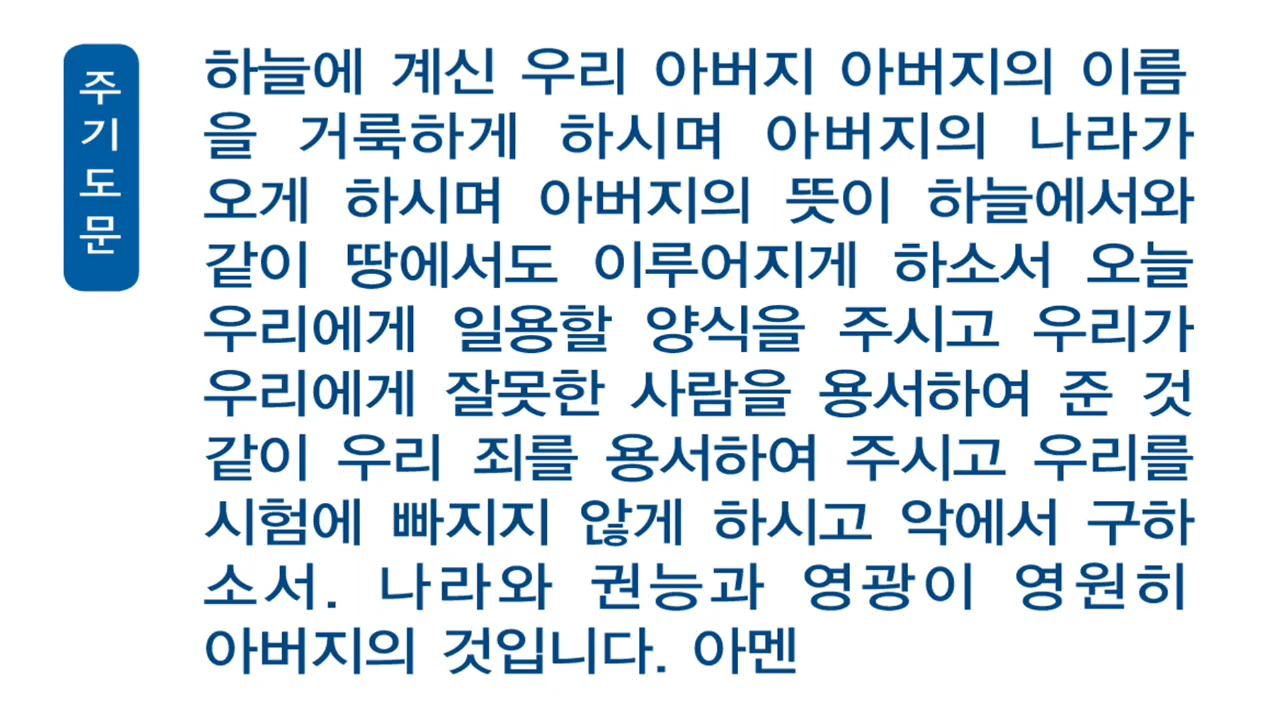 주기도문
하늘에 계신 우리 아버지 아버지의 이름
을 거룩하게 하시며 아버지의 나라가
오게 하시며 아버지의 뜻이 하늘에서와
같이 땅에서도 이루어지게 하소서 오늘
우리에게 일용할 양식을 주시고 우리가
우리에게 잘못한 사람을 용서하여 준 것
같이 우리 죄를 용서하여 주시고 우리를
시험에 빠지지 않게 하시고 악에서 구하
소서. 나라와 권능과 영광이 영원히
아버지의 것입니다. 아멘